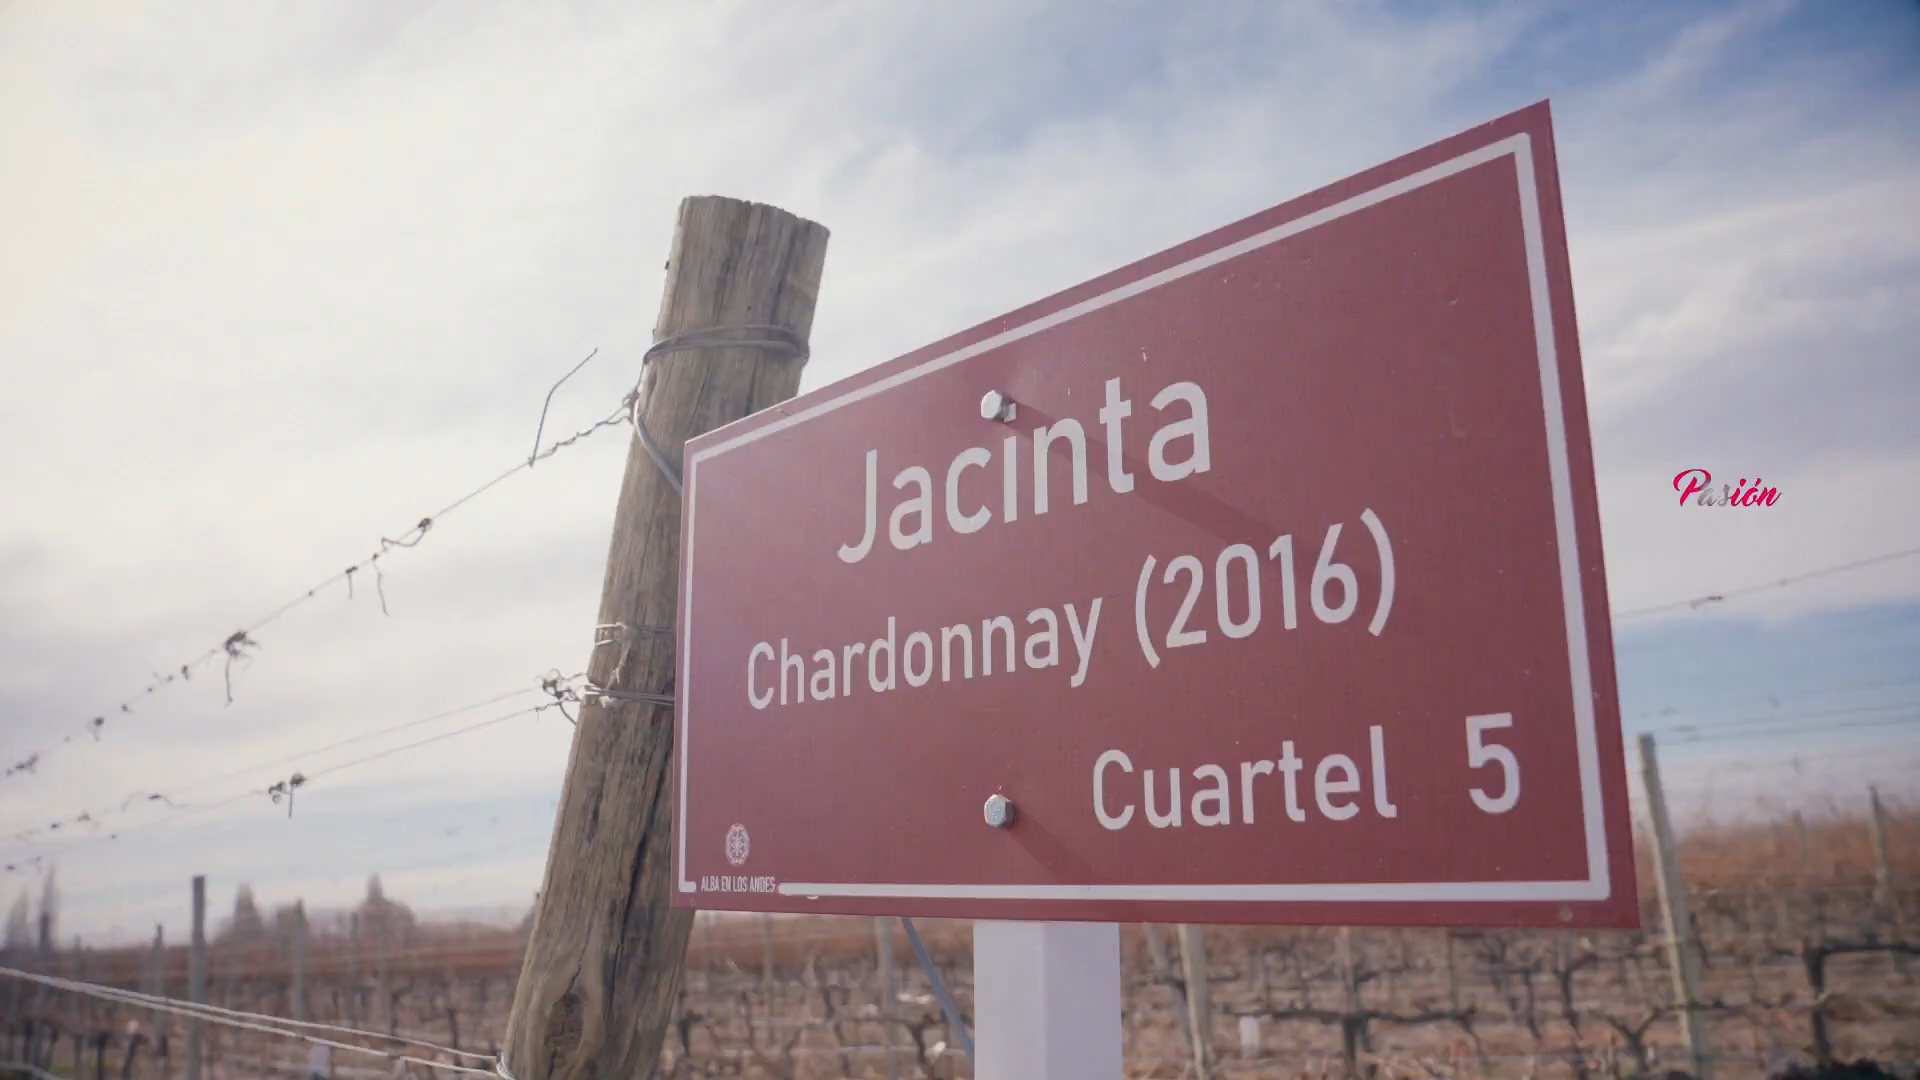 Jacinta
Chardonnay (2016)
Cuartel 5
ALBA EN LOS ANDES
Pasión